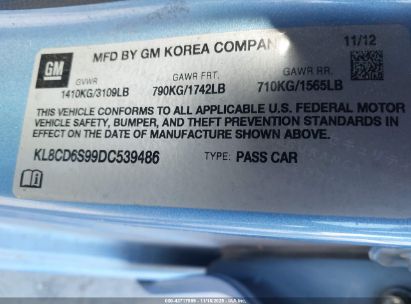 GM
MFD BY GM KOREA COMPAN
11/12
GVWR
GAWR FRT.
GAWR RR.
1410KG/3109LB
790KG/1742LB
710KG/1565LB
THIS VEHICLE CONFORMS TO ALL APPLICABLE U.S. FEDERAL MOTOR
VEHICLE SAFETY, BUMPER, AND THEFT PREVENTION STANDARDS IN
EFFECT ON THE DATE OF MANUFACTURE SHOWN ABOVE.
KL8CD6S99DC539486
TYPE: PASS CAR